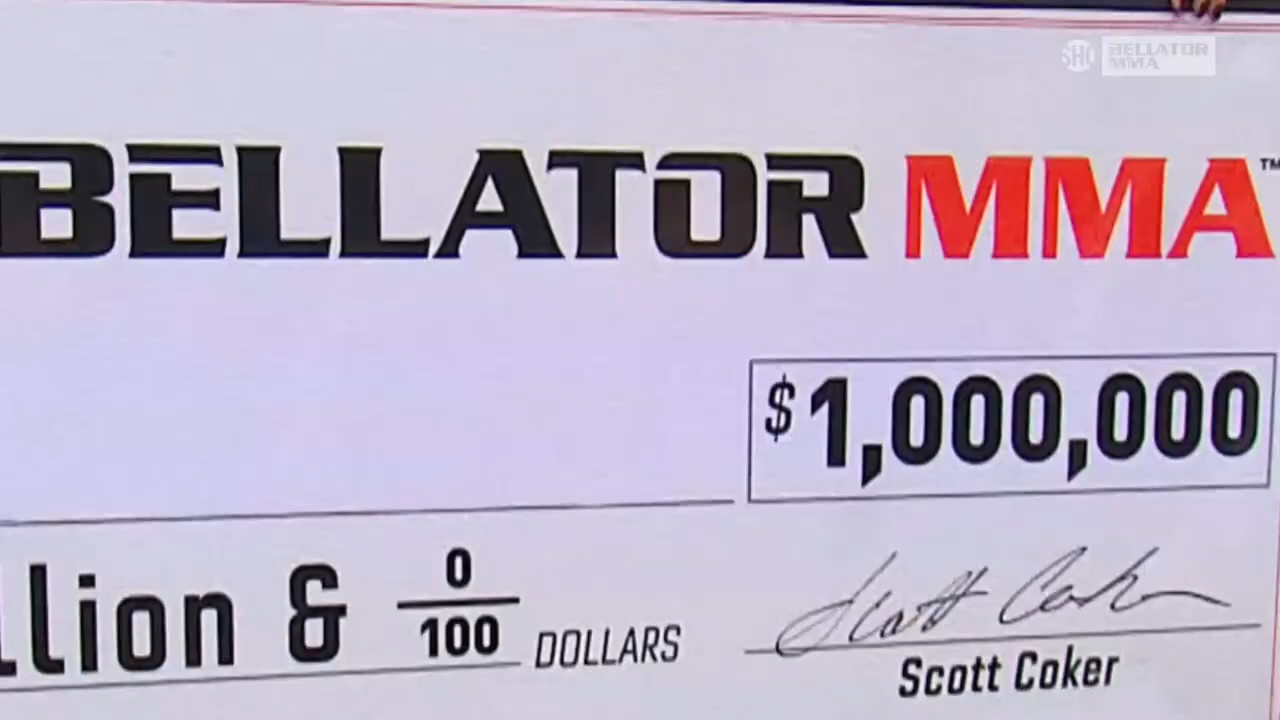 SHO BELLATOR
MMA
BELLATOR MMA™
$1,000,000
llion & 0/100 DOLLARS
Scott Coker
Scott Coker